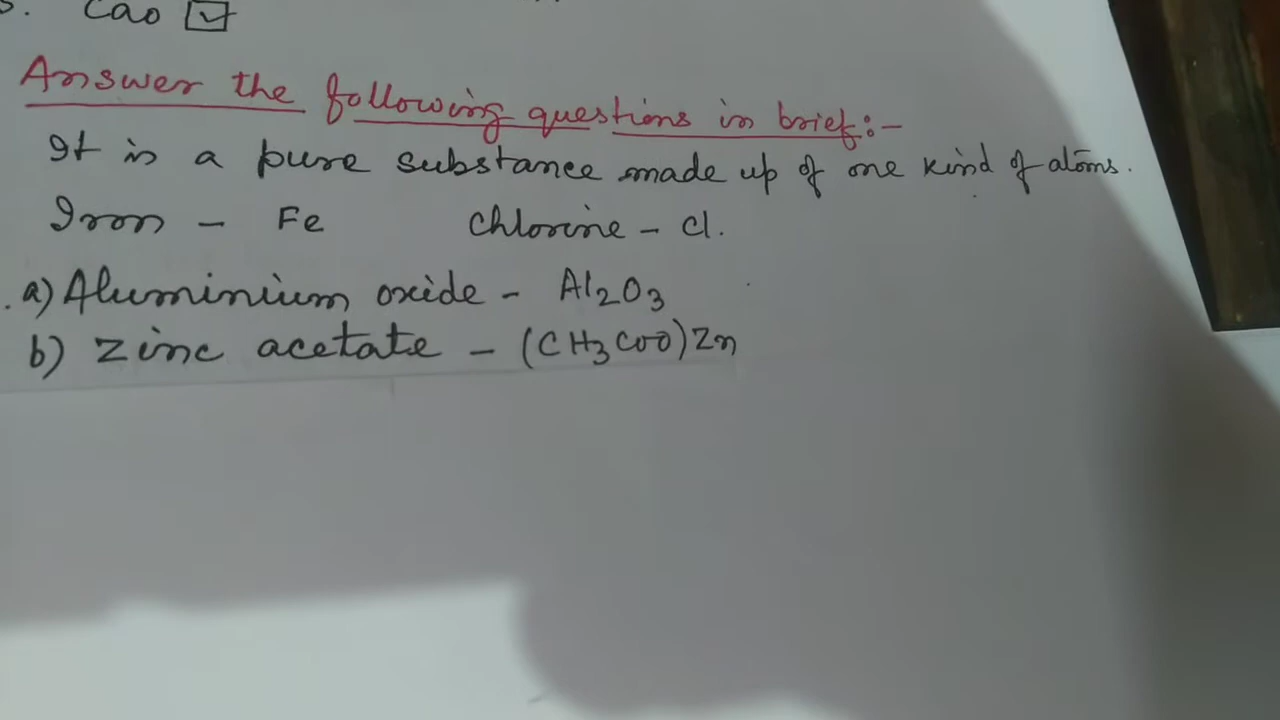 5. CaO ☑
Answer the following questions in brief:-
It is a pure substance made up of one kind of atoms.
Iron - Fe Chlorine - Cl.
a) Aluminium oxide - Al₂O₃
b) Zinc acetate - (CH₃COO)Zn